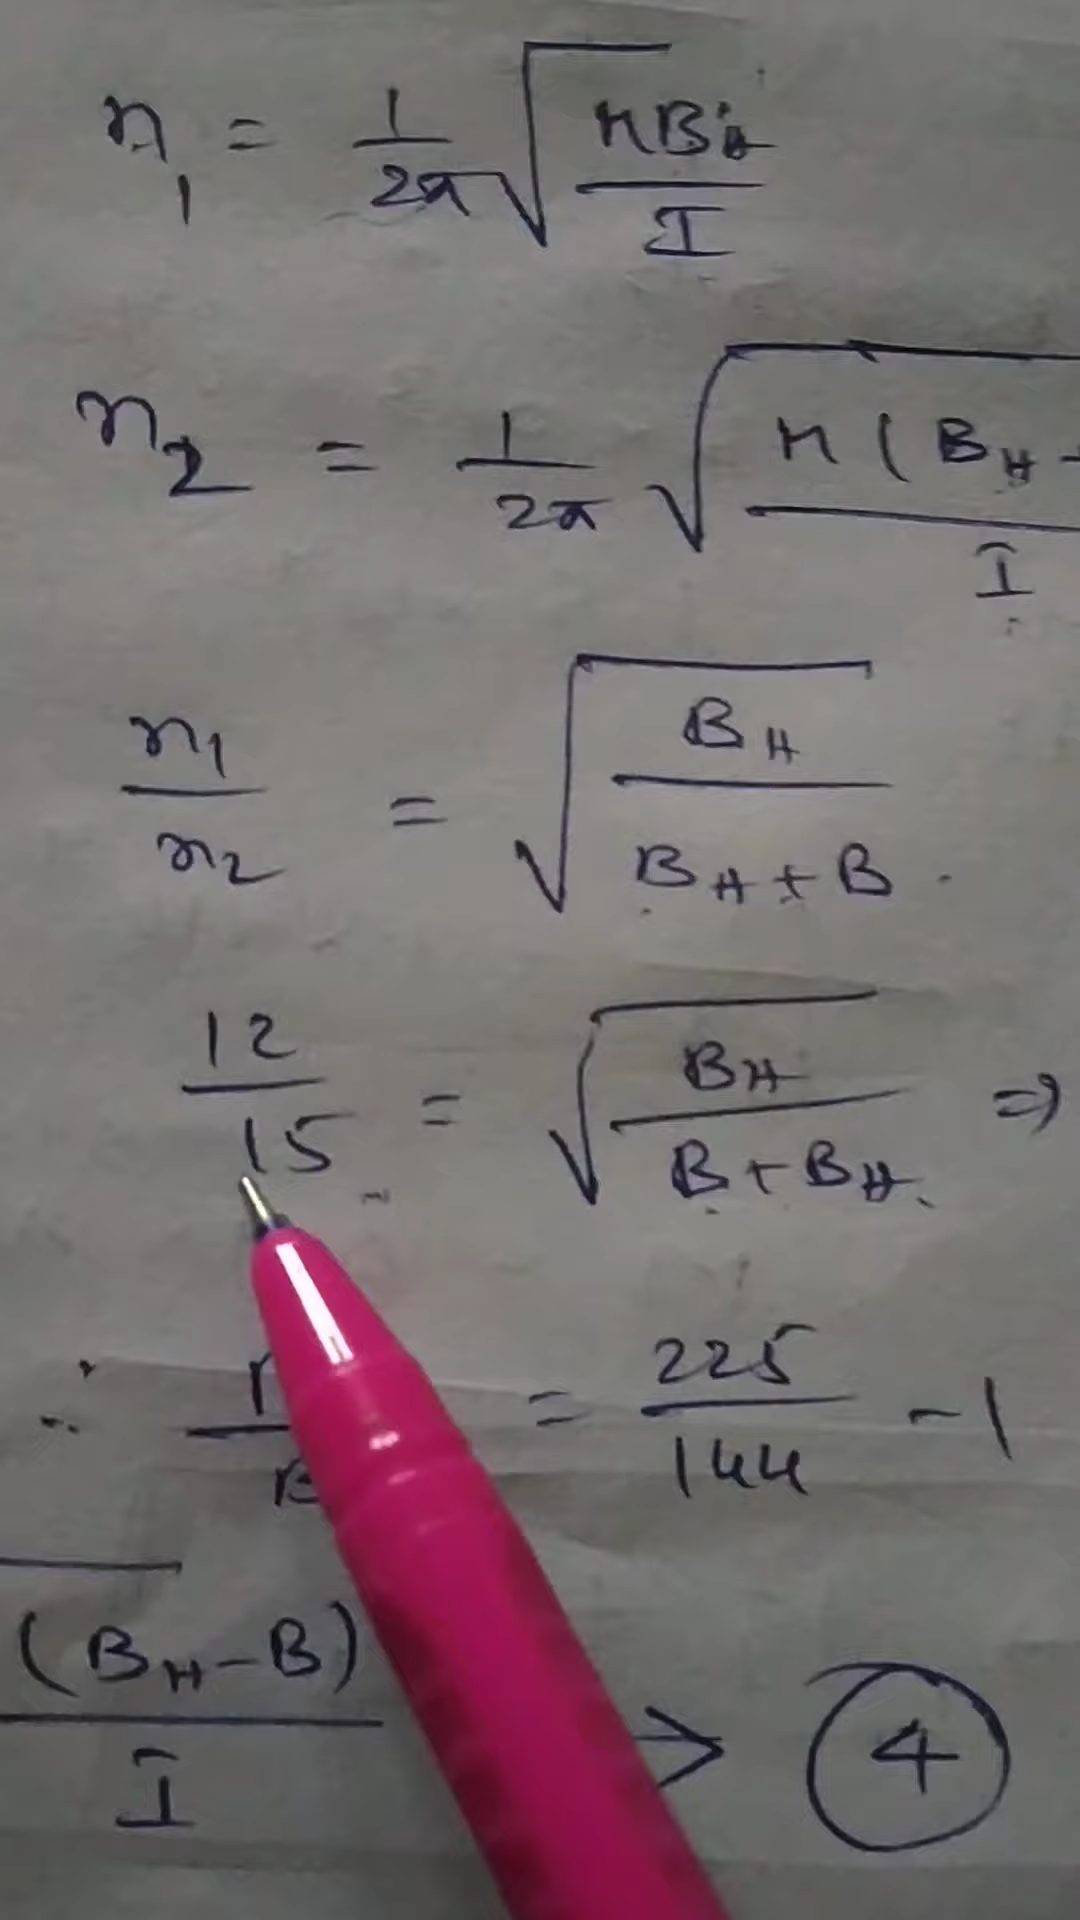 n₁ = 1/2π √(MB_H/I)
n₂ = 1/2π √(M(B_H/I
n₁/n₂ = √(B_H/(B_H + B))
12/15 = √(B_H/(B + B_H)) ⇒
∴ = 225/144 - 1
(B_H - B)/I → 4